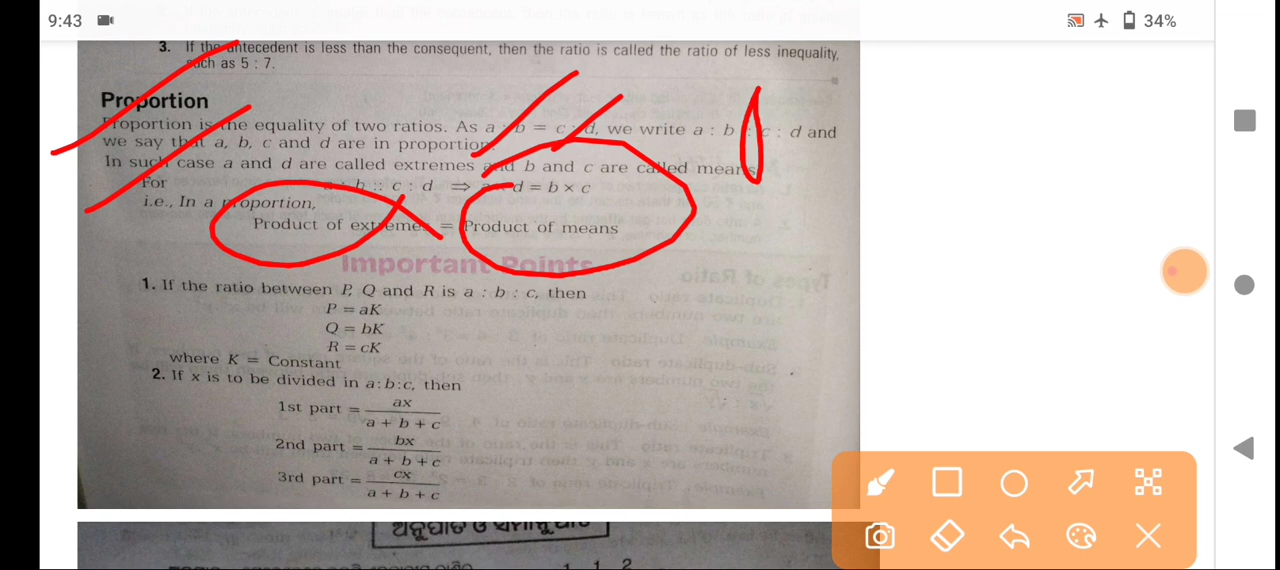 9:43
34%
3. If the antecedent is less than the consequent, then the ratio is called the ratio of less inequality,
such as 5 : 7.
Proportion
Proportion is the equality of two ratios. As a : b = c : d, we write a : b :: c : d and
we say that a, b, c and d are in proportion.
In such case a and d are called extremes and b and c are called means
For a : b :: c : d ⇒ a × d = b × c
i.e., In a proportion,
Product of extremes = Product of means
Important Points
1. If the ratio between P, Q and R is a : b : c, then
P = aK
Q = bK
R = cK
where K = Constant
2. If x is to be divided in a:b:c, then
1st part = ax
a + b + c
2nd part = bx
a + b + c
3rd part = cx
a + b + c
ଅନୁପାତ ଓ ସମାନୁପାତ